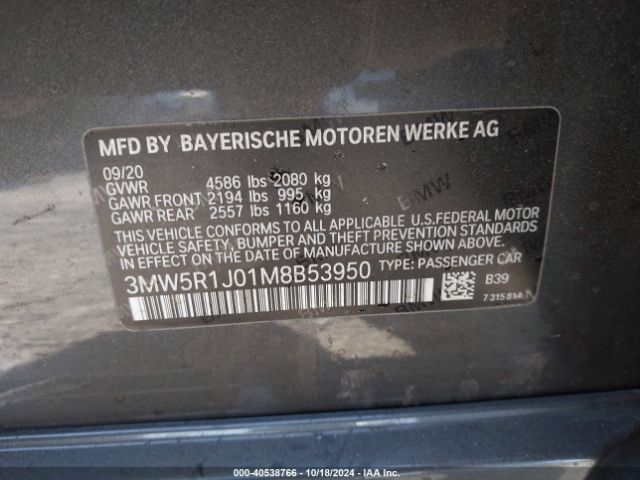 MFD BY BAYERISCHE MOTOREN WERKE AG
09/20
GVWR 4586 lbs 2080 kg
GAWR FRONT 2194 lbs 995 kg
GAWR REAR 2557 lbs 1160 kg
THIS VEHICLE CONFORMS TO ALL APPLICABLE U.S.FEDERAL MOTOR
VEHICLE SAFETY, BUMPER AND THEFT PREVENTION STANDARDS
IN EFFECT ON THE DATE OF MANUFACTURE SHOWN ABOVE.
3MW5R1J01M8B53950 TYPE: PASSENGER CAR
B39
7 315 814
000-40538766 - 10/18/2024 - IAA Inc.